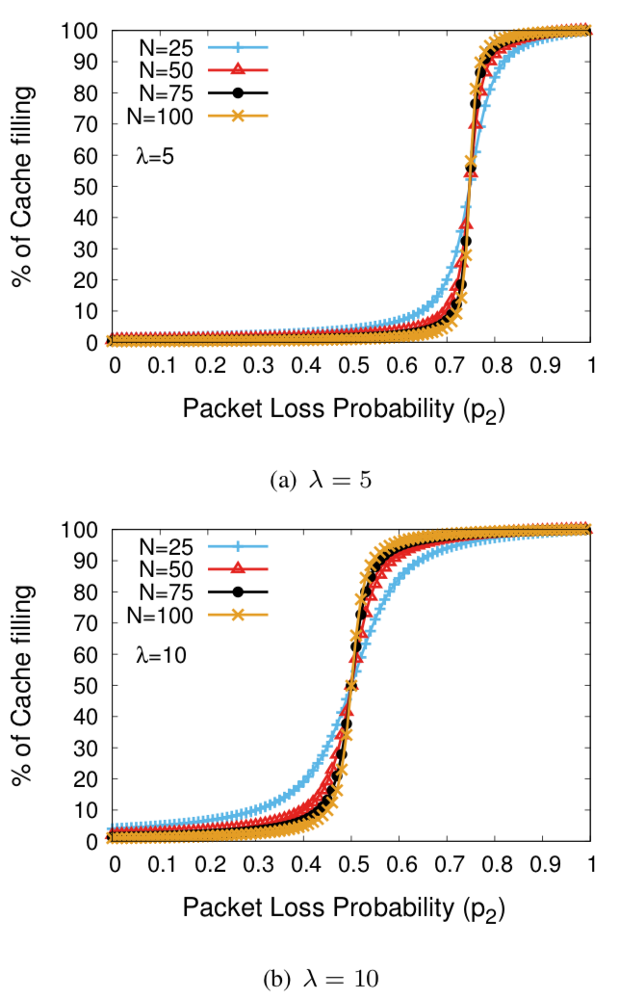 100
90
80
70
60
50
40
30
20
10
0
N=25
N=50
N=75
N=100
λ=5
% of Cache filling
0 0.1 0.2 0.3 0.4 0.5 0.6 0.7 0.8 0.9 1
Packet Loss Probability (p₂)
(a) λ = 5
100
90
80
70
60
50
40
30
20
10
0
N=25
N=50
N=75
N=100
λ=10
% of Cache filling
0 0.1 0.2 0.3 0.4 0.5 0.6 0.7 0.8 0.9 1
Packet Loss Probability (p₂)
(b) λ = 10